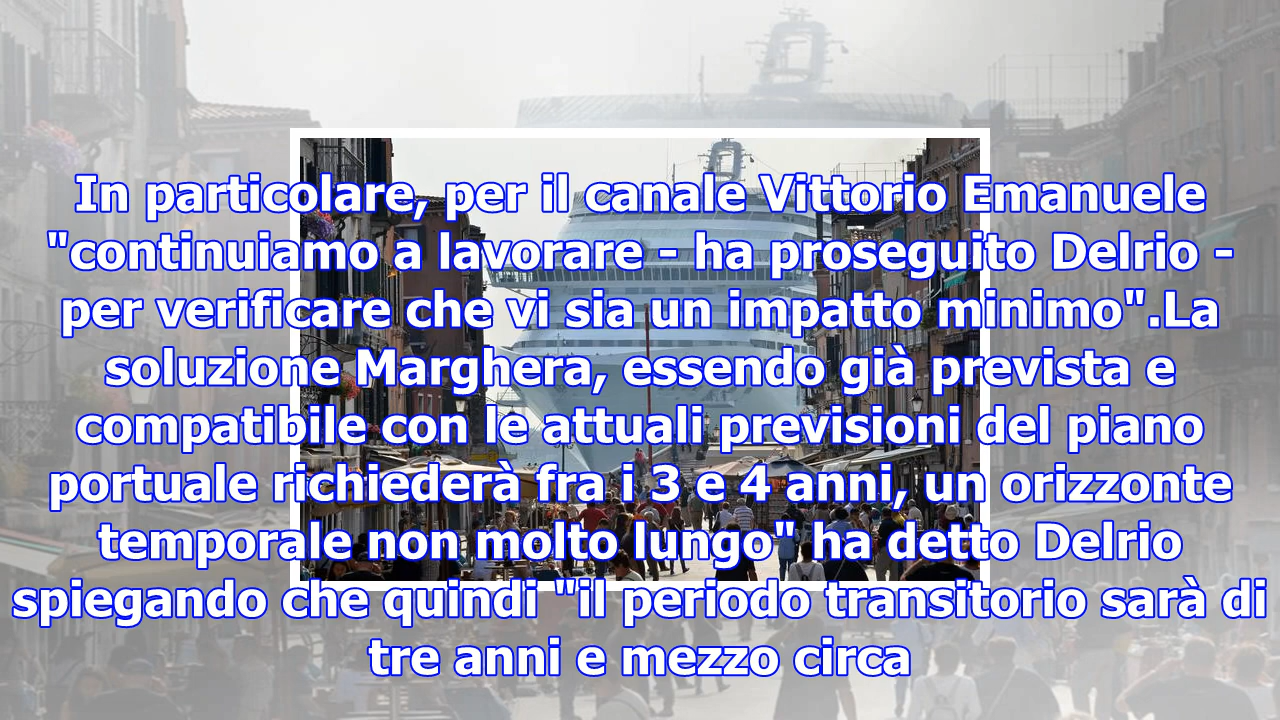 In particolare, per il canale Vittorio Emanuele
"continuiamo a lavorare - ha proseguito Delrio -
per verificare che vi sia un impatto minimo".La
soluzione Marghera, essendo già prevista e
compatibile con le attuali previsioni del piano
portuale richiederà fra i 3 e 4 anni, un orizzonte
temporale non molto lungo" ha detto Delrio
spiegando che quindi "il periodo transitorio sarà di
tre anni e mezzo circa